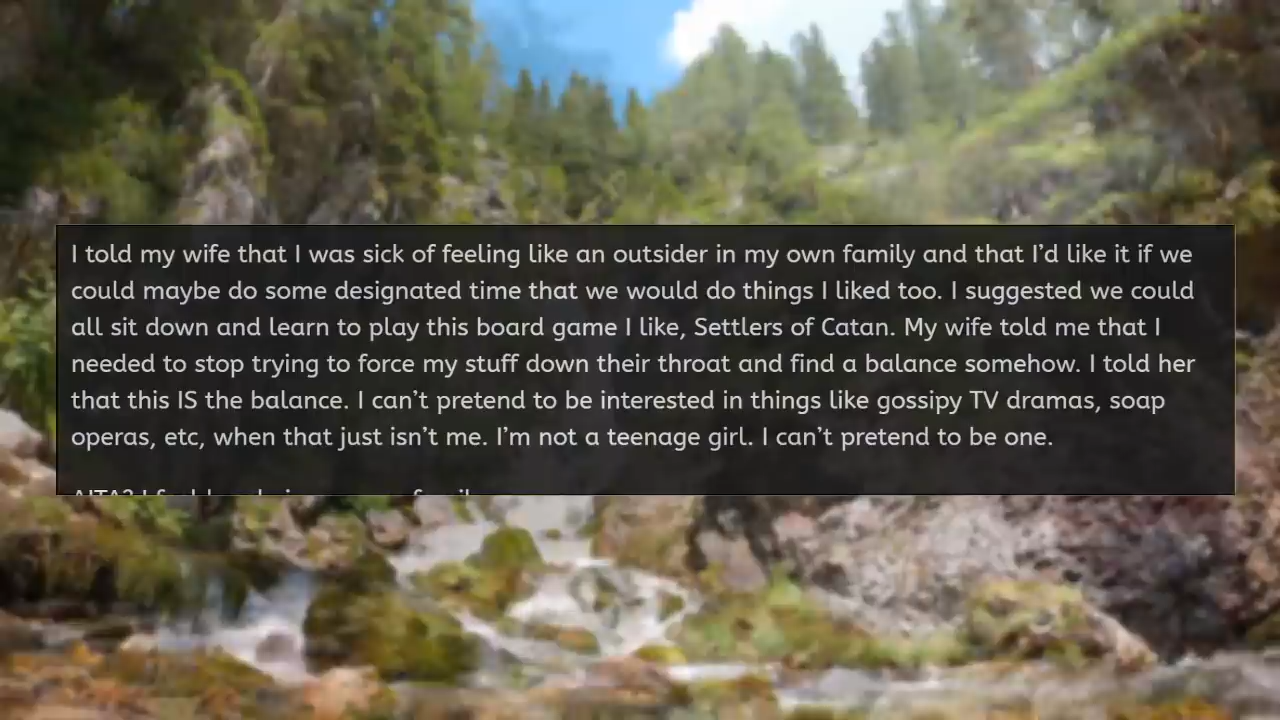 I told my wife that I was sick of feeling like an outsider in my own family and that I’d like it if we
could maybe do some designated time that we would do things I liked too. I suggested we could
all sit down and learn to play this board game I like, Settlers of Catan. My wife told me that I
needed to stop trying to force my stuff down their throat and find a balance somehow. I told her
that this IS the balance. I can’t pretend to be interested in things like gossipy TV dramas, soap
operas, etc, when that just isn’t me. I’m not a teenage girl. I can’t pretend to be one.
AITA? I